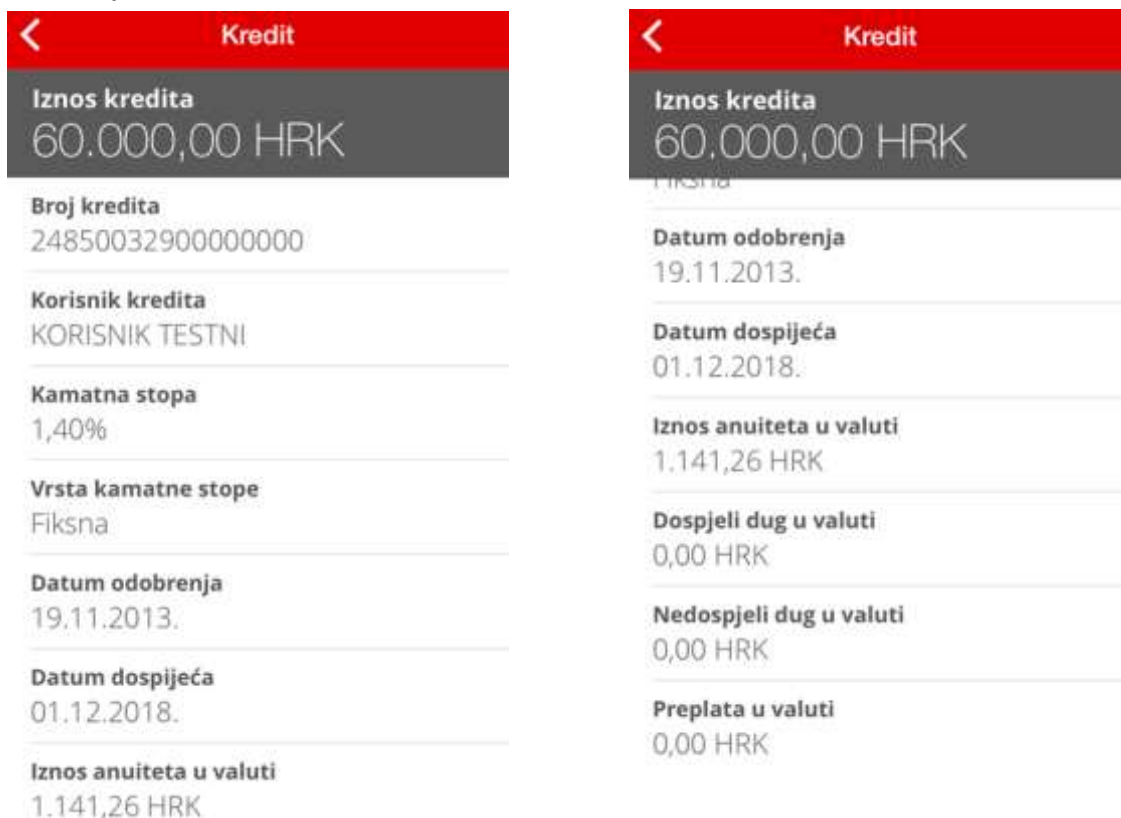 Kredit
Iznos kredita
60.000,00 HRK
Broj kredita
24850032900000000
Korisnik kredita
KORISNIK TESTNI
Kamatna stopa
1,40%
Vrsta kamatne stope
Fiksna
Datum odobrenja
19.11.2013.
Datum dospijeća
01.12.2018.
Iznos anuiteta u valuti
1.141,26 HRK
Kredit
Iznos kredita
60.000,00 HRK
Fiksna
Datum odobrenja
19.11.2013.
Datum dospijeća
01.12.2018.
Iznos anuiteta u valuti
1.141,26 HRK
Dospjeli dug u valuti
0,00 HRK
Nedospjeli dug u valuti
0,00 HRK
Preplata u valuti
0,00 HRK